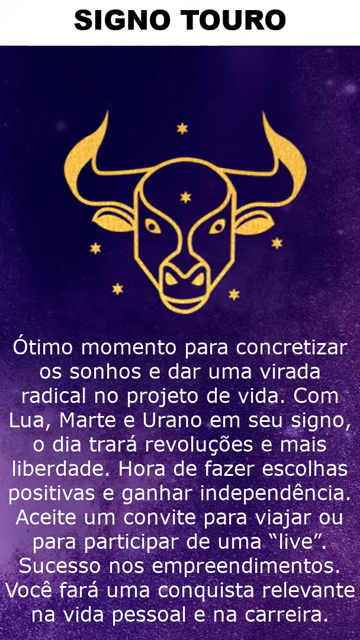 SIGNO TOURO
Ótimo momento para concretizar
os sonhos e dar uma virada
radical no projeto de vida. Com
Lua, Marte e Urano em seu signo,
o dia trará revoluções e mais
liberdade. Hora de fazer escolhas
positivas e ganhar independência.
Aceite um convite para viajar ou
para participar de uma “live”.
Sucesso nos empreendimentos.
Você fará uma conquista relevante
na vida pessoal e na carreira.